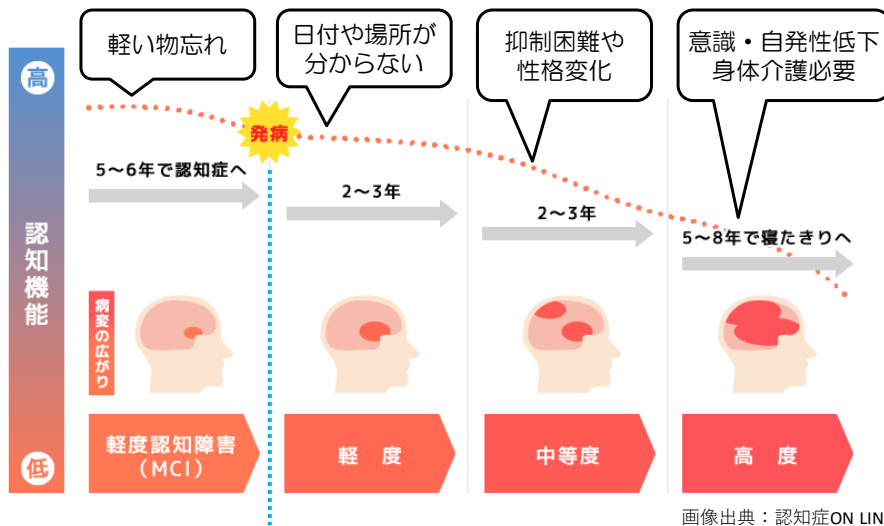 軽い物忘れ
日付や場所が
分からない
抑制困難や
性格変化
意識・自発性低下
身体介護必要
高
認知機能
低
発病
5〜6年で認知症へ
2〜3年
2〜3年
5〜8年で寝たきりへ
病変の広がり
軽度認知障害
(MCI)
軽 度
中等度
高 度
画像出典：認知症ON LIN